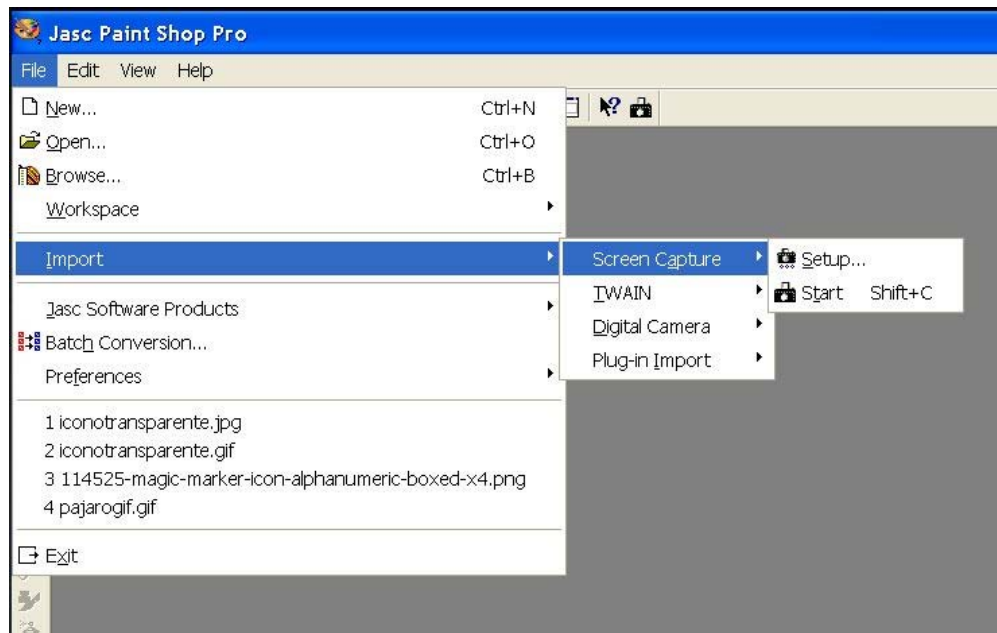 Jasc Paint Shop Pro
File Edit View Help
New... Ctrl+N
Open... Ctrl+O
Browse... Ctrl+B
Workspace
Import
Screen Capture
Setup...
Start Shift+C
TWAIN
Digital Camera
Plug-in Import
Jasc Software Products
Batch Conversion...
Preferences
1 iconotransparente.jpg
2 iconotransparente.gif
3 114525-magic-marker-icon-alphanumeric-boxed-x4.png
4 pajarogif.gif
Exit